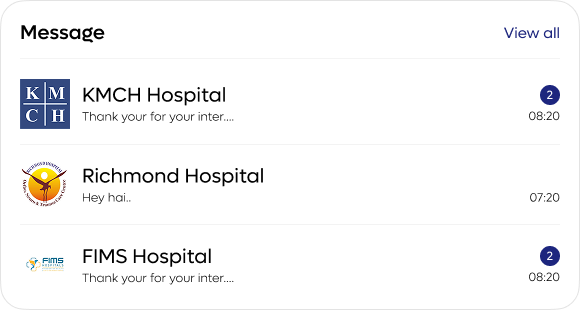 Message
View all
K M
C H
KMCH Hospital
2
Thank your for your inter....
08:20
Richmond Hospital
Hey hai..
07:20
FIMS
HOSPITALS
FIMS Hospital
2
Thank your for your inter....
08:20